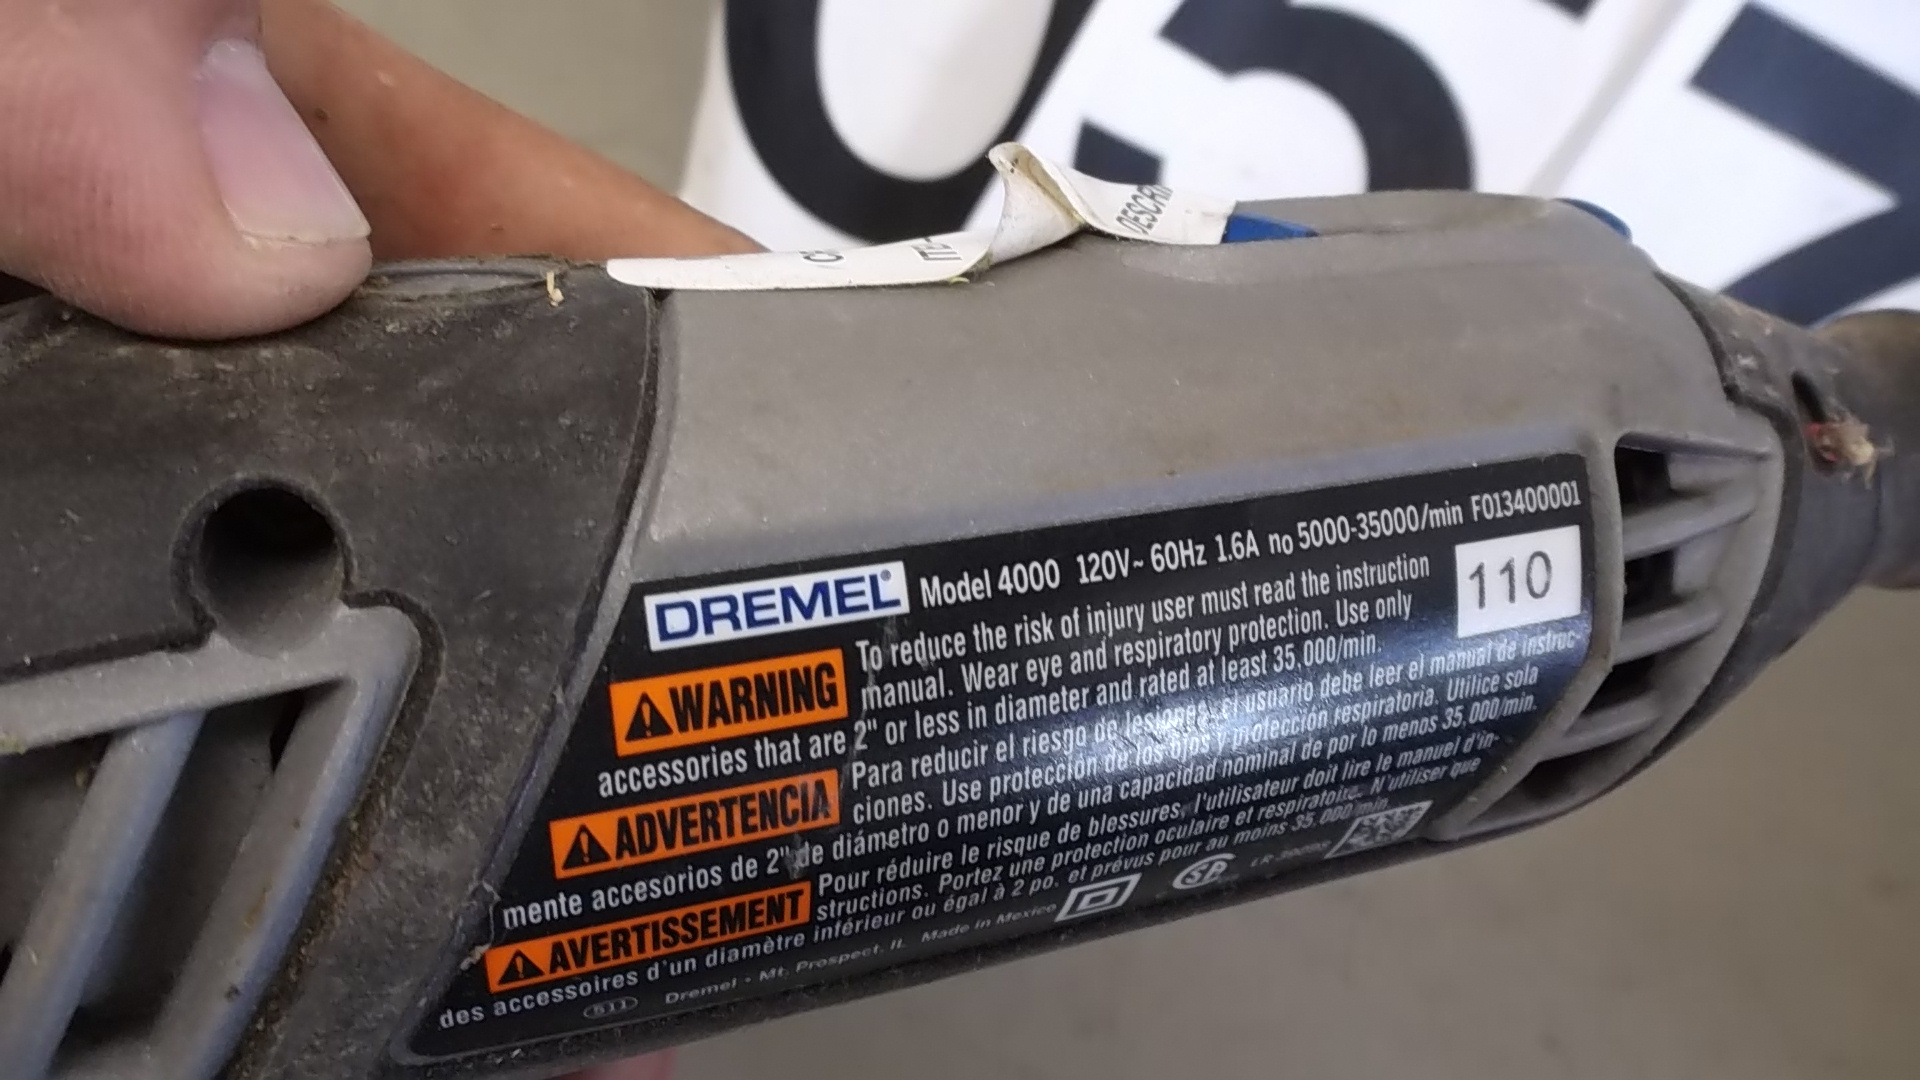 057
DESCRI
DREMEL® Model 4000 120V~ 60Hz 1.6A no 5000-35000/min F013400001
110
⚠WARNING To reduce the risk of injury user must read the instruction
manual. Wear eye and respiratory protection. Use only
accessories that are 2" or less in diameter and rated at least 35,000/min.
⚠ADVERTENCIA Para reducir el riesgo de lesiones, el usuario debe leer el manual de instruc-
ciones. Use protección de los ojos y protección respiratoria. Utilice sola
mente accesorios de 2" de diámetro o menor y de una capacidad nominal de por lo menos 35,000/min.
⚠AVERTISSEMENT Pour réduire le risque de blessures, l'utilisateur doit lire le manuel d'in-
structions. Portez une protection oculaire et respiratoire. N'utiliser que
des accessoires d'un diamètre inférieur ou égal à 2 po. et prévus pour au moins 35,000/min.
511 Dremel • Mt. Prospect, IL Made in Mexico